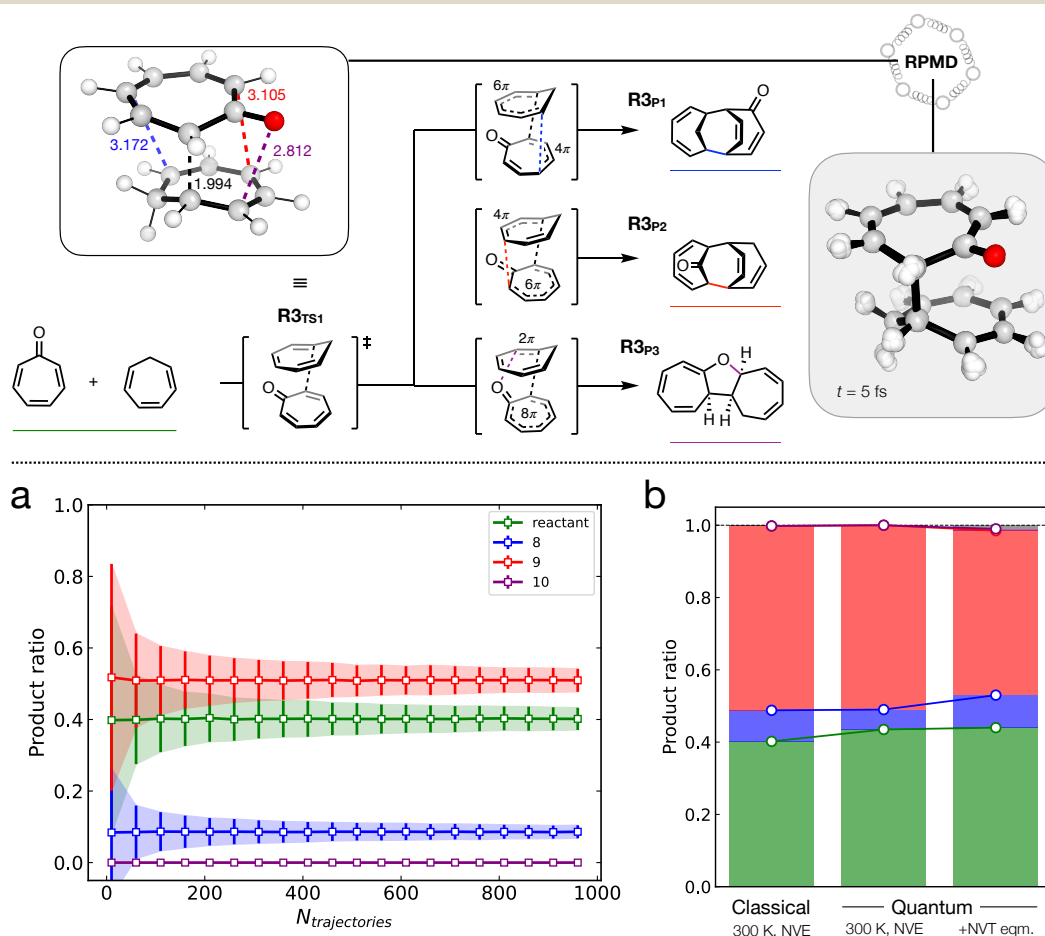 RPMD
3.105
3.172
2.812
1.994
≡
R3TS1
O
+
O
‡
6π
O
4π
R3P1
O
4π
O
6π
R3P2
O
2π
O
8π
R3P3
H
O
H
H
t = 5 fs
a
Product ratio
1.0
0.8
0.6
0.4
0.2
0.0
reactant
8
9
10
0
200
400
600
800
1000
Ntrajectories
b
Product ratio
1.0
0.8
0.6
0.4
0.2
0.0
Classical
300 K, NVE
Quantum
300 K, NVE
+NVT eqm.